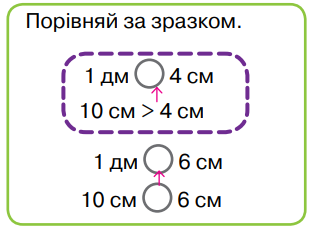 Порівняй за зразком.
1 дм 4 см
10 см > 4 см
1 дм 6 см
10 см 6 см